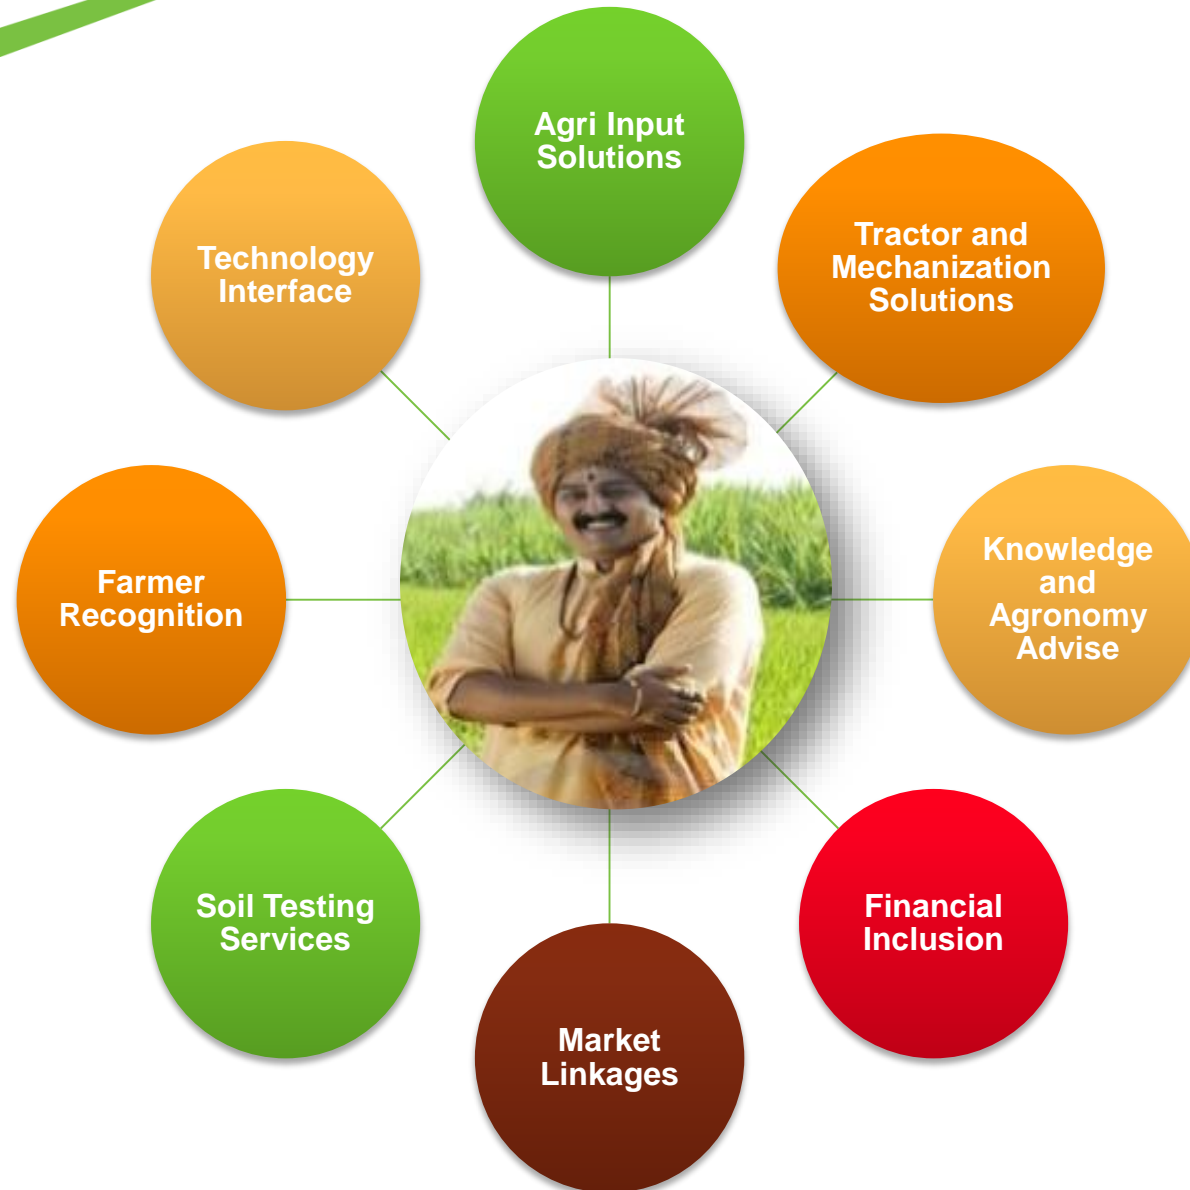 Agri Input
Solutions
Tractor and
Mechanization
Solutions
Technology
Interface
Knowledge
and
Agronomy
Advise
Farmer
Recognition
Soil Testing
Services
Financial
Inclusion
Market
Linkages